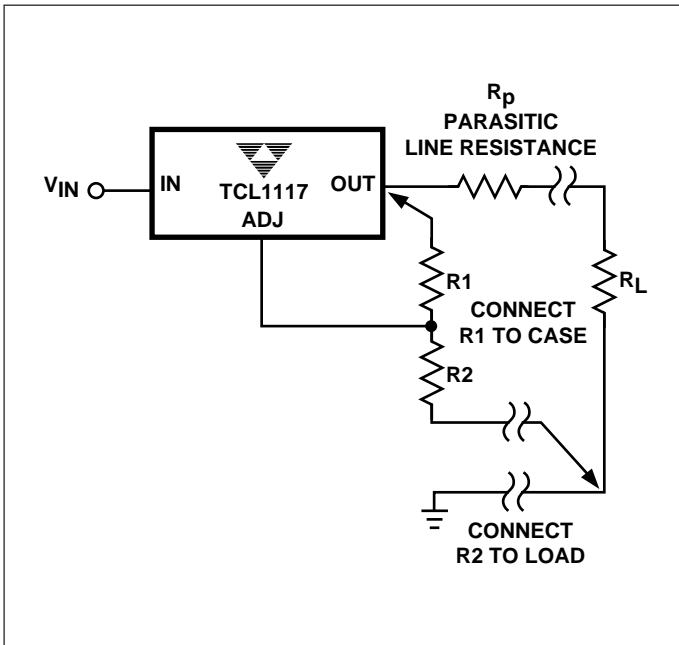 Rp
PARASITIC
LINE RESISTANCE
VIN
IN
TCL1117
OUT
ADJ
R1
RL
CONNECT
R1 TO CASE
R2
CONNECT
R2 TO LOAD